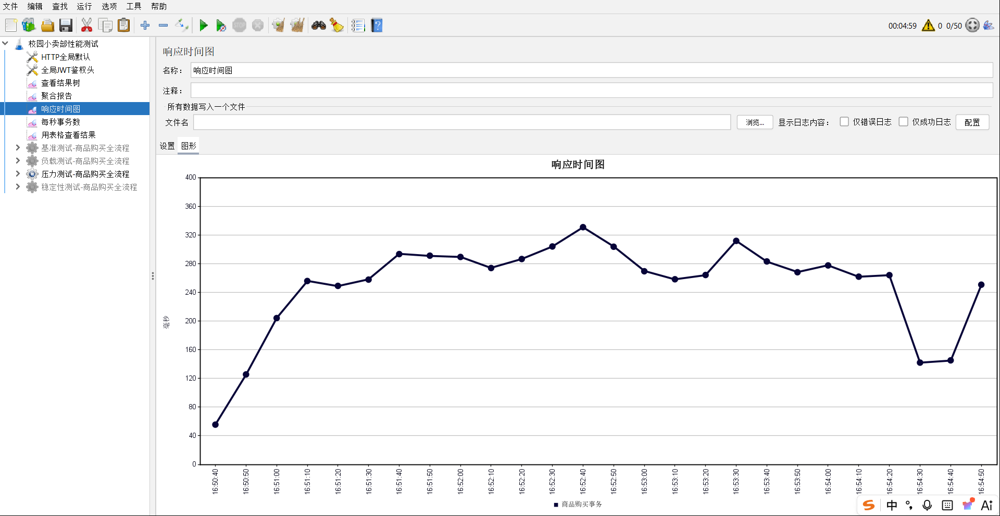 文件 编辑 查找 运行 选项 工具 帮助
STOP ? 00:04:59 0 0/50
校园小卖部性能测试
HTTP全局默认
全局JWT鉴权头
查看结果树
聚合报告
响应时间图
每秒事务数
用表格查看结果
基准测试-商品购买全流程
负载测试-商品购买全流程
压力测试-商品购买全流程
稳定性测试-商品购买全流程
响应时间图
名称： 响应时间图
注释：
所有数据写入一个文件
文件名 浏览... 显示日志内容： 仅错误日志 仅成功日志 配置
设置 图形
响应时间图
400
360
320
280
240
200
160
120
80
40
0
毫秒
16:50:40 16:50:50 16:51:00 16:51:10 16:51:20 16:51:30 16:51:40 16:51:50 16:52:00 16:52:10 16:52:20 16:52:30 16:52:40 16:52:50 16:53:00 16:53:10 16:53:20 16:53:30 16:53:40 16:53:50 16:54:00 16:54:10 16:54:20 16:54:30 16:54:40 16:54:50
商品购买事务
S 中 °, Ai